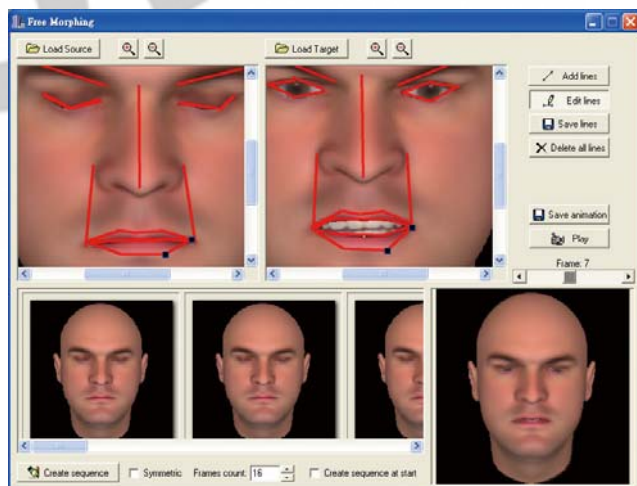 Free Morphing
Load Source
Load Target
Add lines
Edit lines
Save lines
Delete all lines
Save animation
Play
Frame: 7
Create sequence
Symmetric
Frames count: 16
Create sequence at start